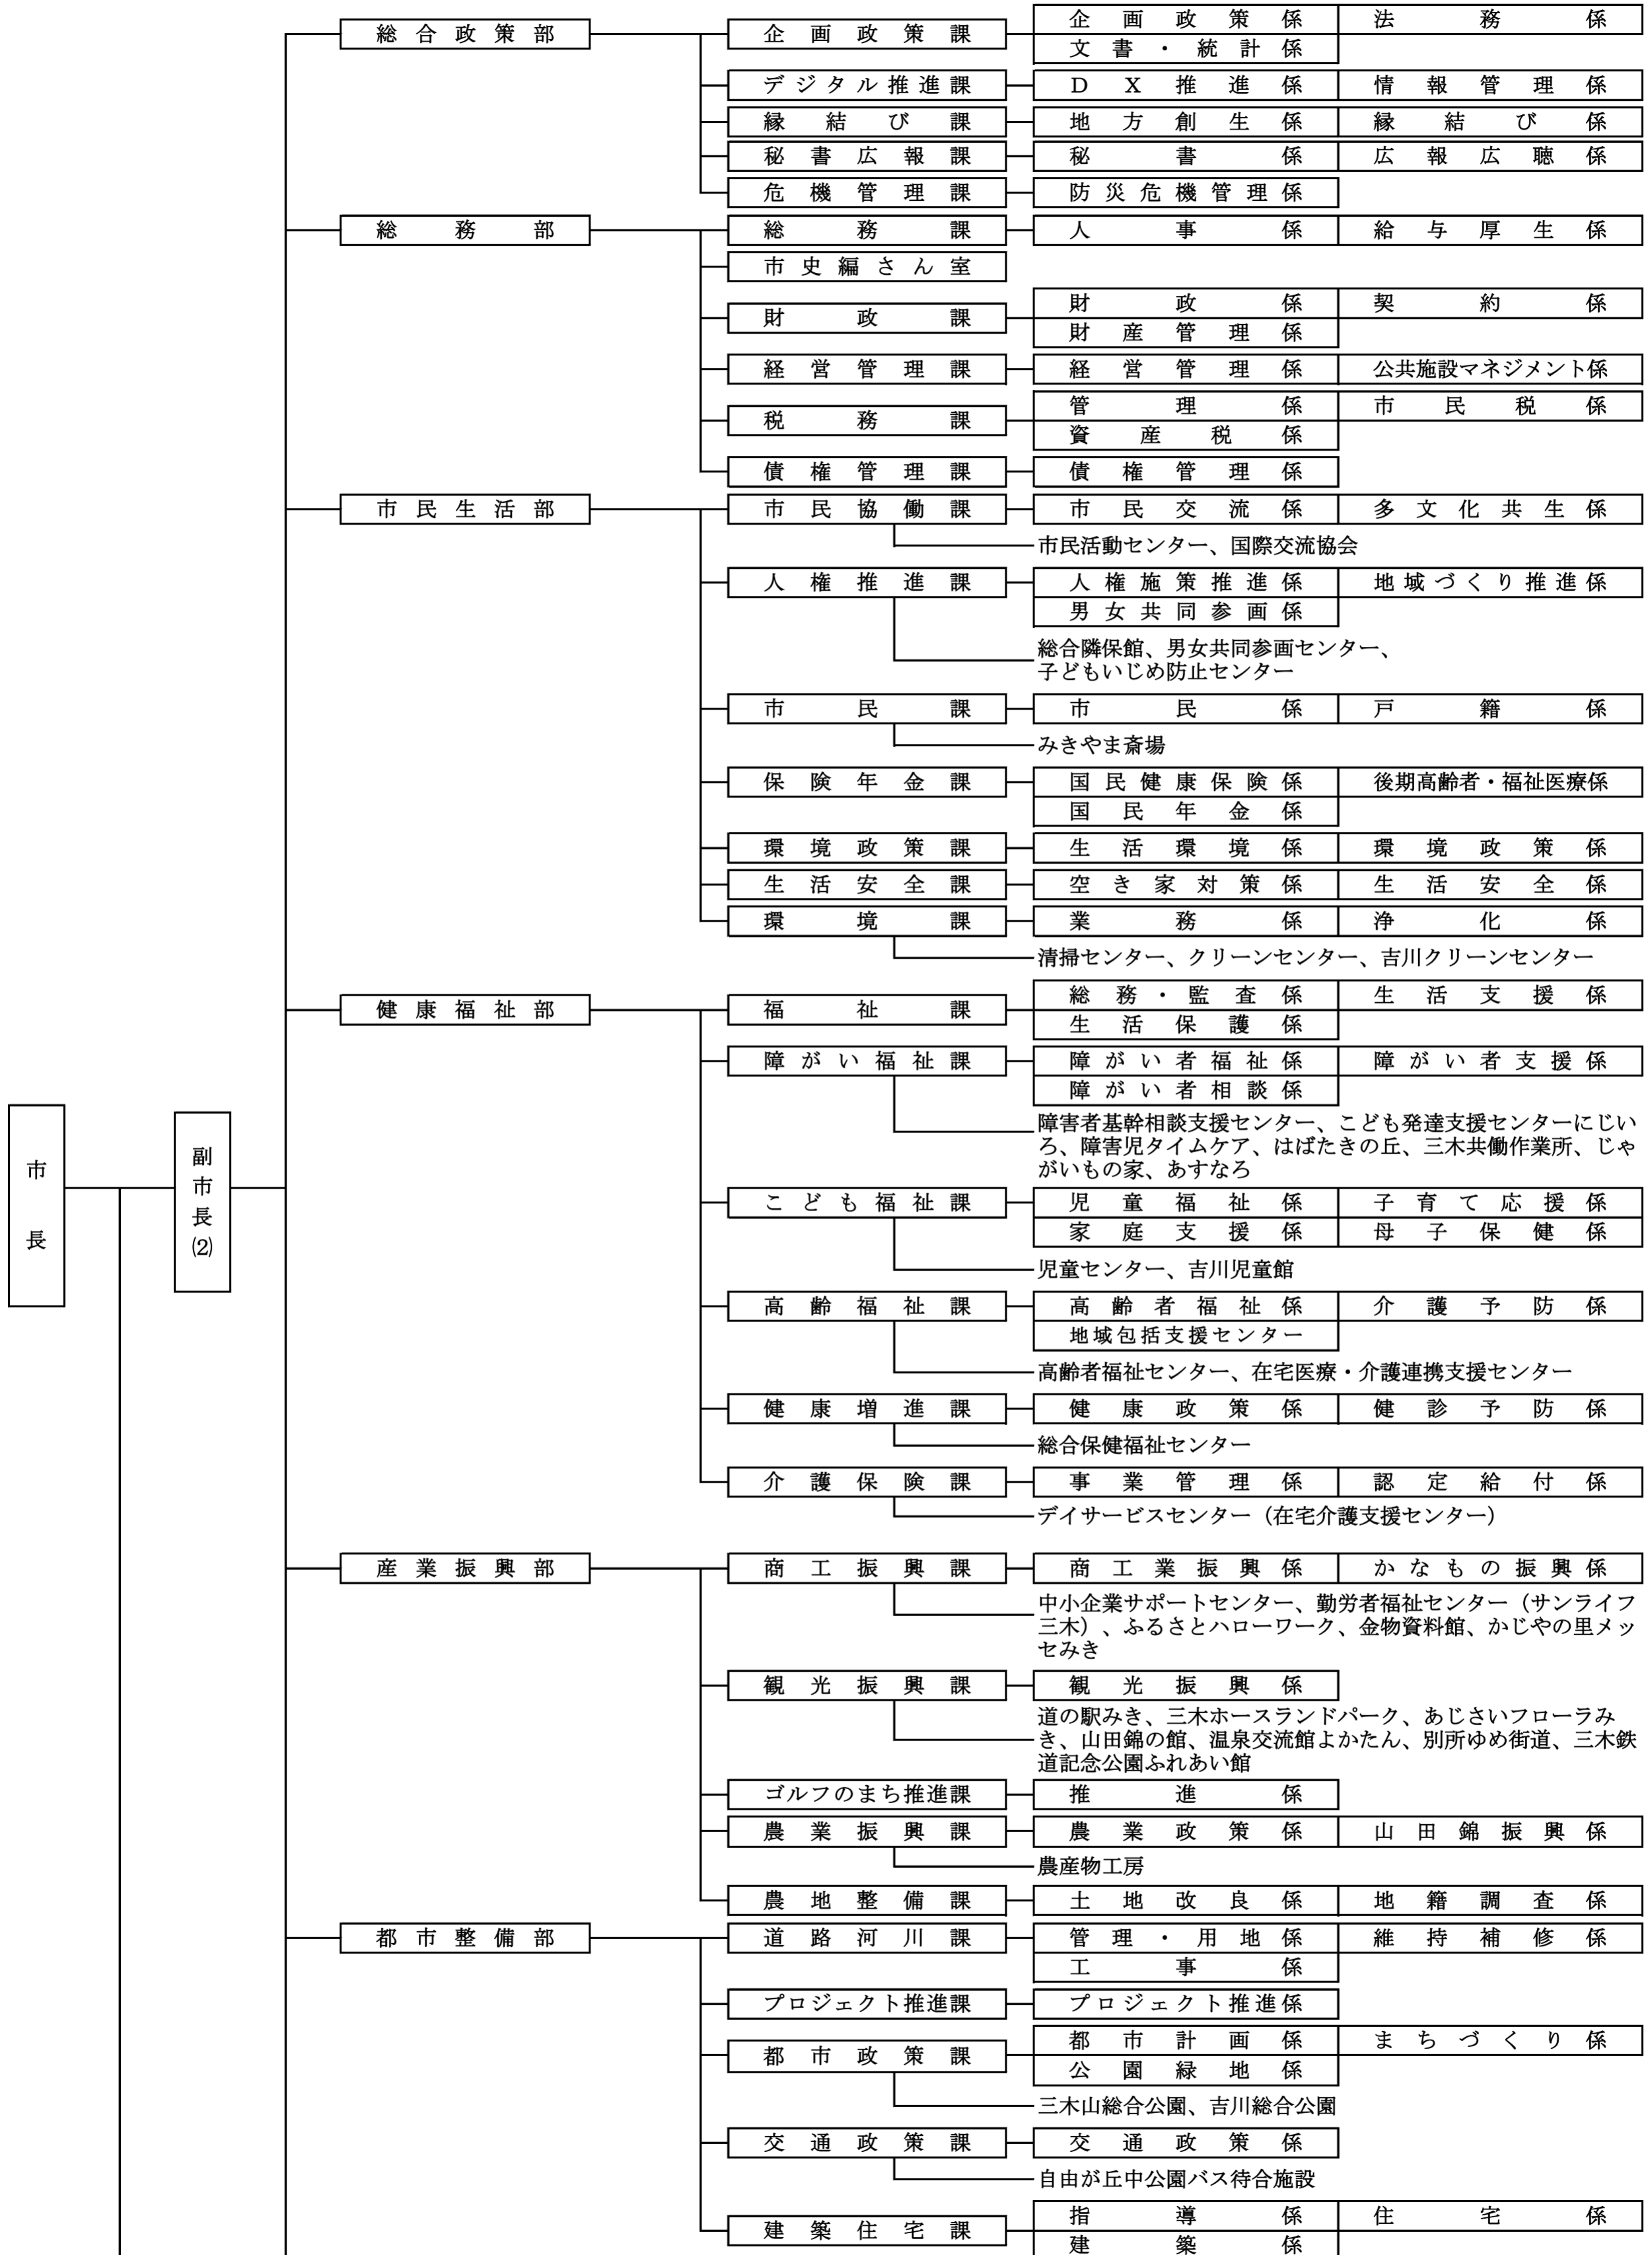 市長
副市長(2)
総合政策部
企画政策課
企画政策係 法務係
文書・統計係
デジタル推進課
DX推進係 情報管理係
縁結び課
地方創生係 縁結び係
秘書広報課
秘書係 広報広聴係
危機管理課
防災危機管理係
総務部
総務課
人事係 給与厚生係
市史編さん室
財政課
財政係 契約係
財産管理係
経営管理課
経営管理係 公共施設マネジメント係
税務課
管理係 市民税係
資産税係
債権管理課
債権管理係
市民生活部
市民協働課
市民交流係 多文化共生係
市民活動センター、国際交流協会
人権推進課
人権施策推進係 地域づくり推進係
男女共同参画係
総合隣保館、男女共同参画センター、
子どもいじめ防止センター
市民課
市民係 戸籍係
みきやま斎場
保険年金課
国民健康保険係 後期高齢者・福祉医療係
国民年金係
環境政策課
生活環境係 環境政策係
生活安全課
空き家対策係 生活安全係
環境課
業務係 浄化係
清掃センター、クリーンセンター、吉川クリーンセンター
健康福祉部
福祉課
総務・監査係 生活支援係
生活保護係
障がい福祉課
障がい者福祉係 障がい者支援係
障がい者相談係
障害者基幹相談支援センター、こども発達支援センターにじい
ろ、障害児タイムケア、はばたきの丘、三木共働作業所、じゃ
がいもの家、あすなろ
こども福祉課
児童福祉係 子育て応援係
家庭支援係 母子保健係
児童センター、吉川児童館
高齢福祉課
高齢者福祉係 介護予防係
地域包括支援センター
高齢者福祉センター、在宅医療・介護連携支援センター
健康増進課
健康政策係 健診予防係
総合保健福祉センター
介護保険課
事業管理係 認定給付係
デイサービスセンター（在宅介護支援センター）
産業振興部
商工振興課
商工業振興係 かなもの振興係
中小企業サポートセンター、勤労者福祉センター（サンライフ
三木）、ふるさとハローワーク、金物資料館、かじやの里メッ
セみき
観光振興課
観光振興係
道の駅みき、三木ホースランドパーク、あじさいフローラみ
き、山田錦の館、温泉交流館よかたん、別所ゆめ街道、三木鉄
道記念公園ふれあい館
ゴルフのまち推進課
推進係
農業振興課
農業政策係 山田錦振興係
農産物工房
農地整備課
土地改良係 地籍調査係
都市整備部
道路河川課
管理・用地係 維持補修係
工事係
プロジェクト推進課
プロジェクト推進係
都市政策課
都市計画係 まちづくり係
公園緑地係
三木山総合公園、吉川総合公園
交通政策課
交通政策係
自由が丘中公園バス待合施設
建築住宅課
指導係 住宅係
建築係